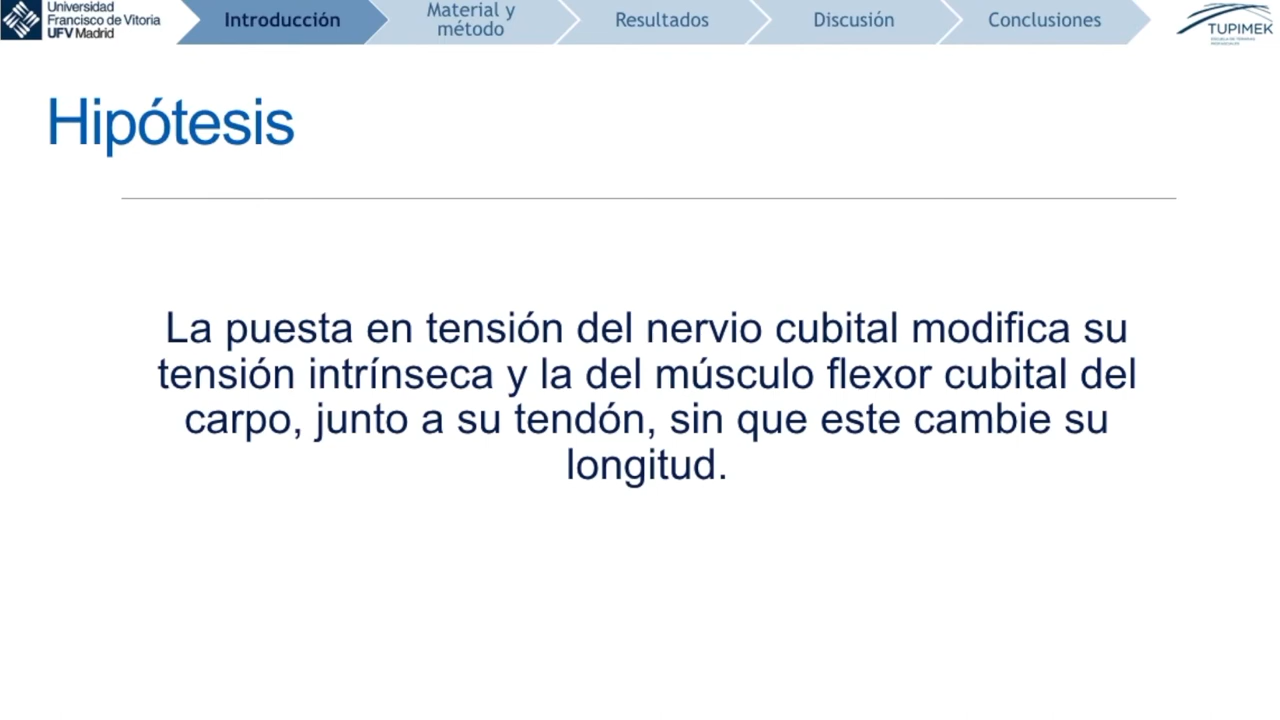 Universidad
Francisco de Vitoria
UFV Madrid
Introducción
Material y
método
Resultados
Discusión
Conclusiones
TUPIMEK
Hipótesis
La puesta en tensión del nervio cubital modifica su
tensión intrínseca y la del músculo flexor cubital del
carpo, junto a su tendón, sin que este cambie su
longitud.